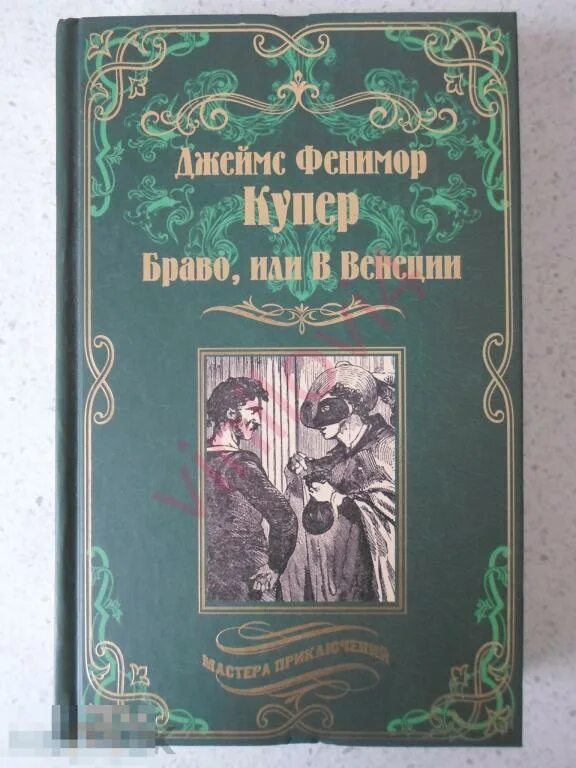 Джеймс Фенимор
Купер
Браво, или В Венеции
МАСТЕРА ПРИКЛЮЧЕНИЙ